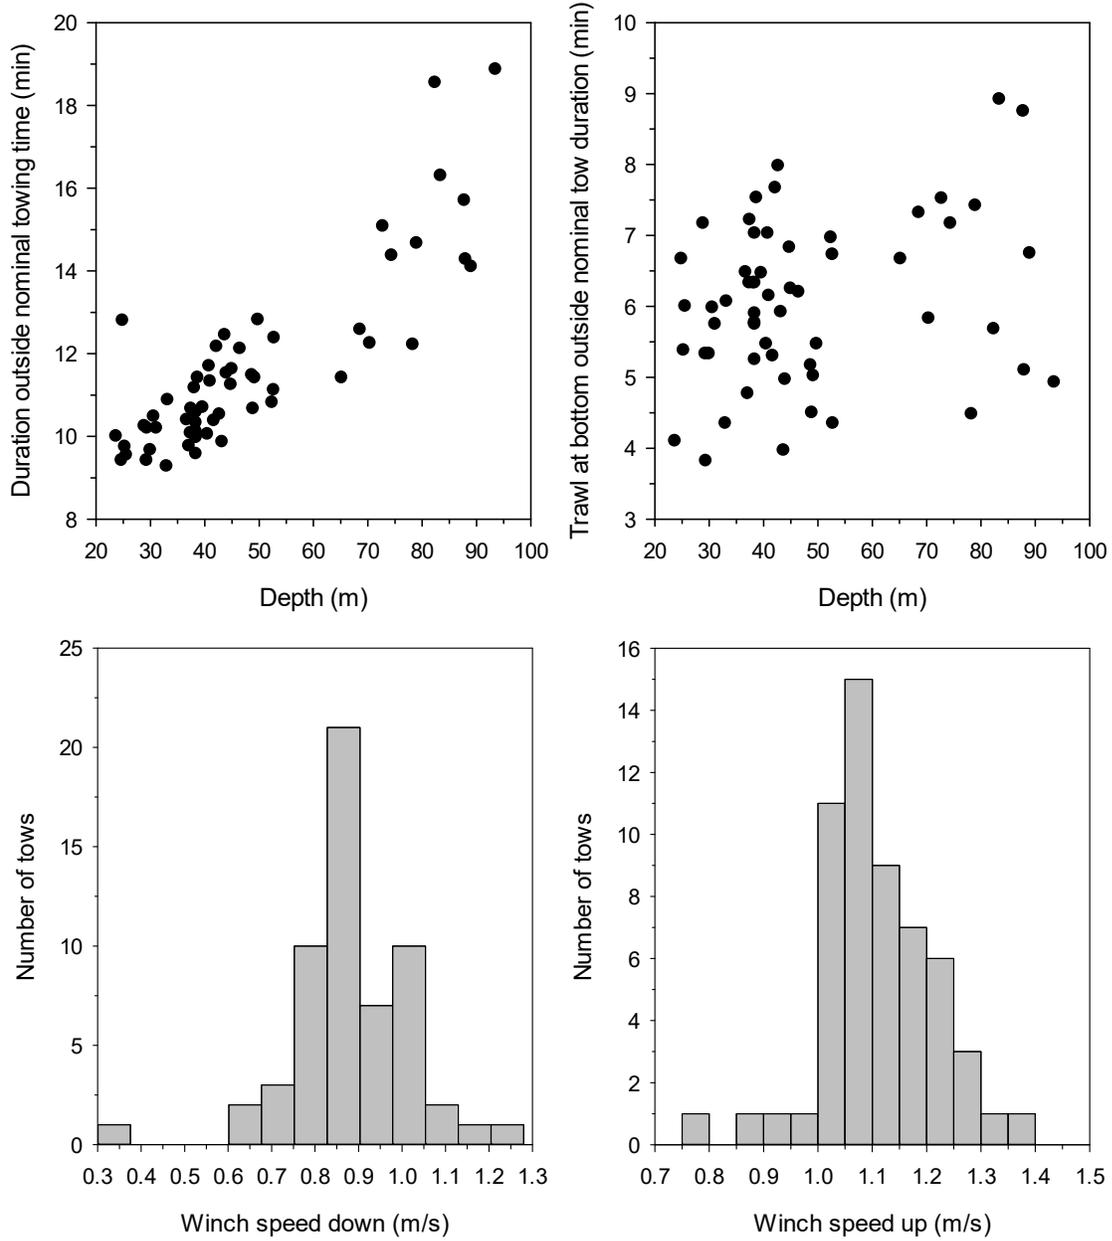 Duration outside nominal towing time (min)
20
18
16
14
12
10
8
20 30 40 50 60 70 80 90 100
Depth (m)
Trawl at bottom outside nominal tow duration (min)
10
9
8
7
6
5
4
3
20 30 40 50 60 70 80 90 100
Depth (m)
Number of tows
25
20
15
10
5
0
0.3 0.4 0.5 0.6 0.7 0.8 0.9 1.0 1.1 1.2 1.3
Winch speed down (m/s)
Number of tows
16
14
12
10
8
6
4
2
0
0.7 0.8 0.9 1.0 1.1 1.2 1.3 1.4 1.5
Winch speed up (m/s)